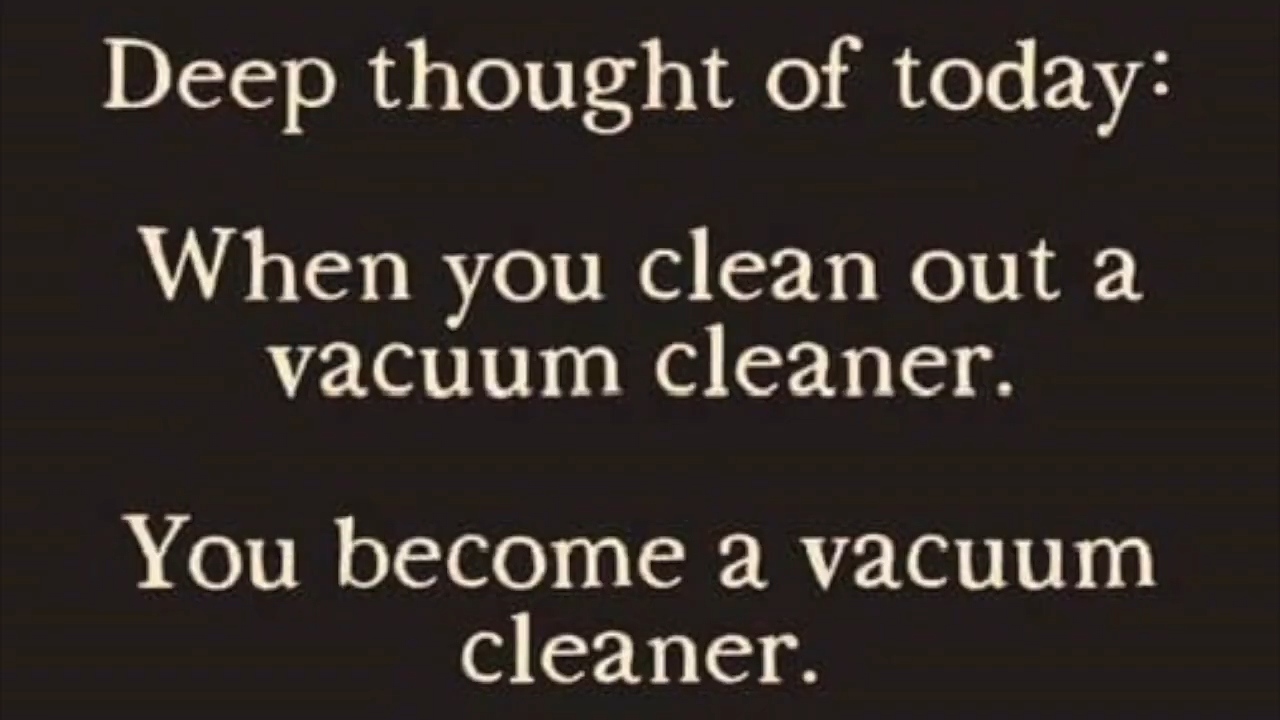 Deep thought of today:
When you clean out a
vacuum cleaner.
You become a vacuum
cleaner.